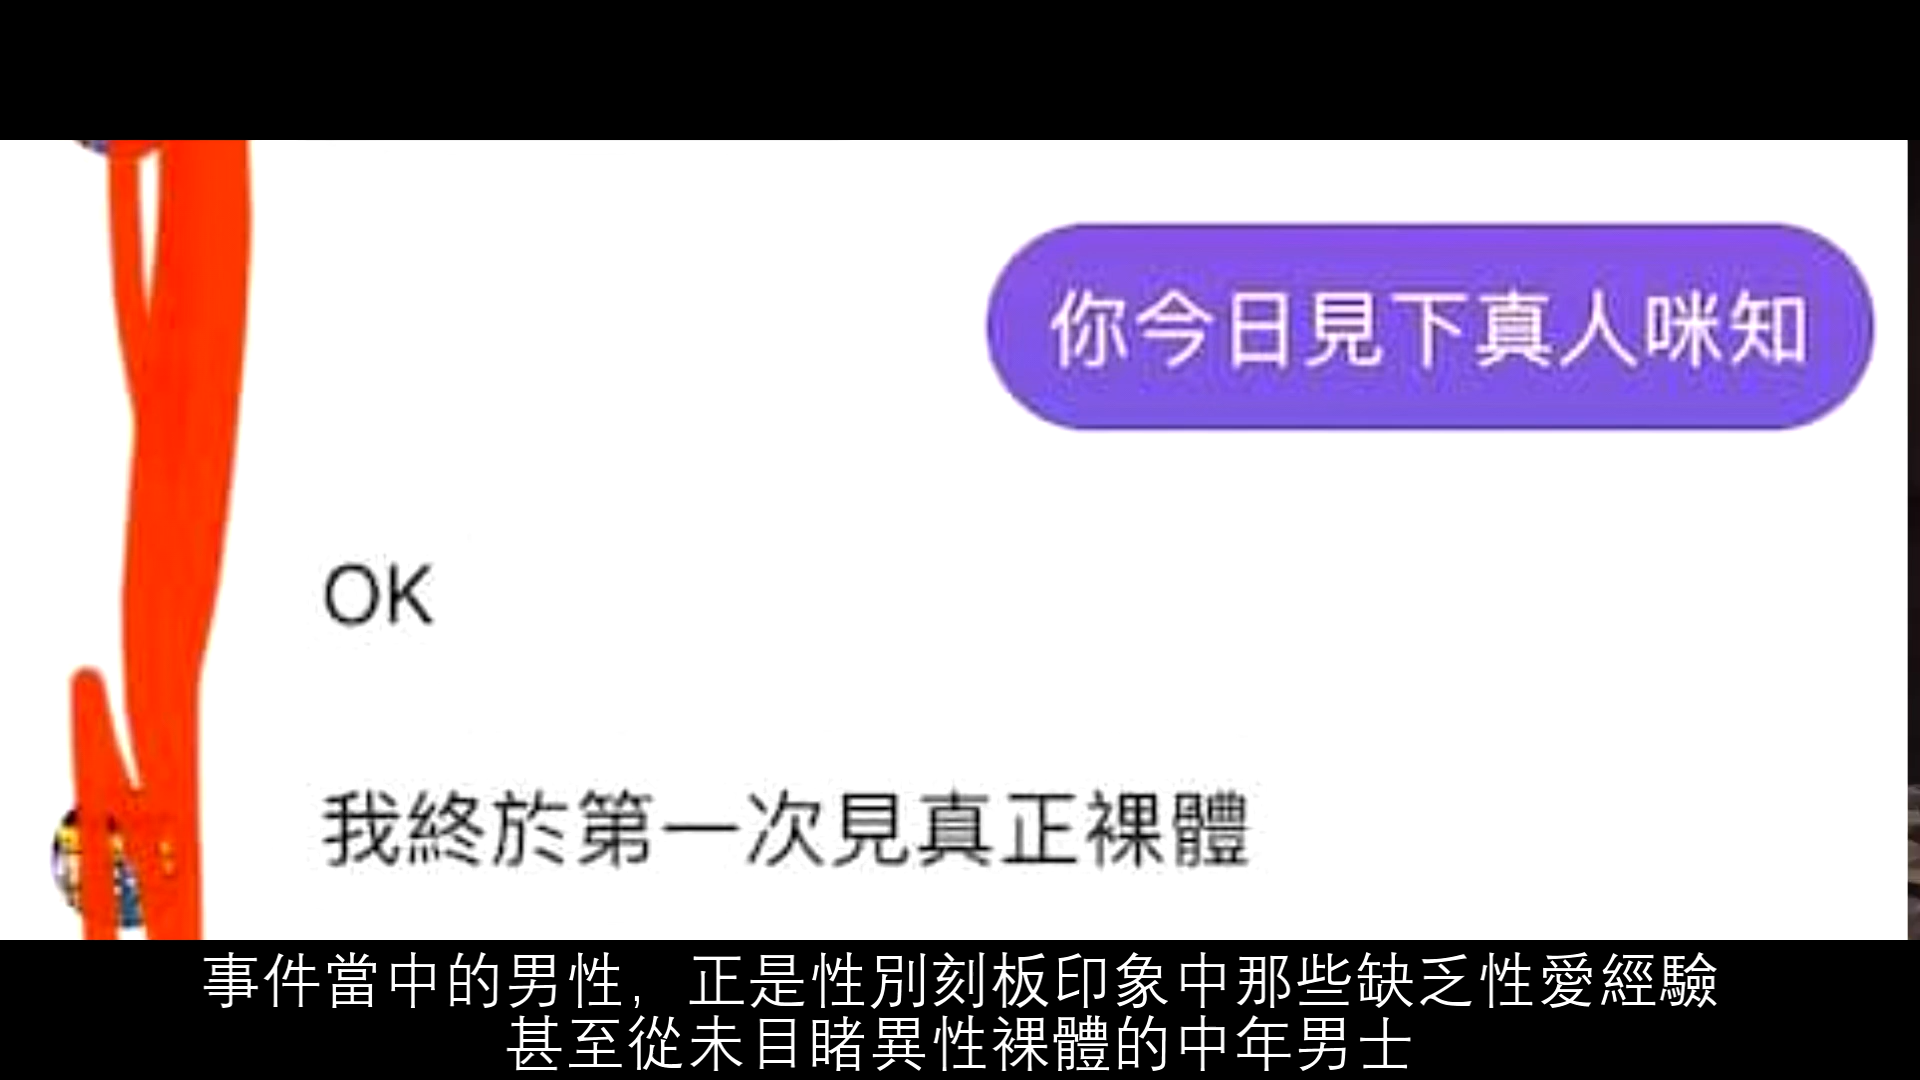 你今日見下真人咪知
OK
我終於第一次見真正裸體
事件當中的男性，正是性別刻板印象中那些缺乏性愛經驗
甚至從未目睹異性裸體的中年男士